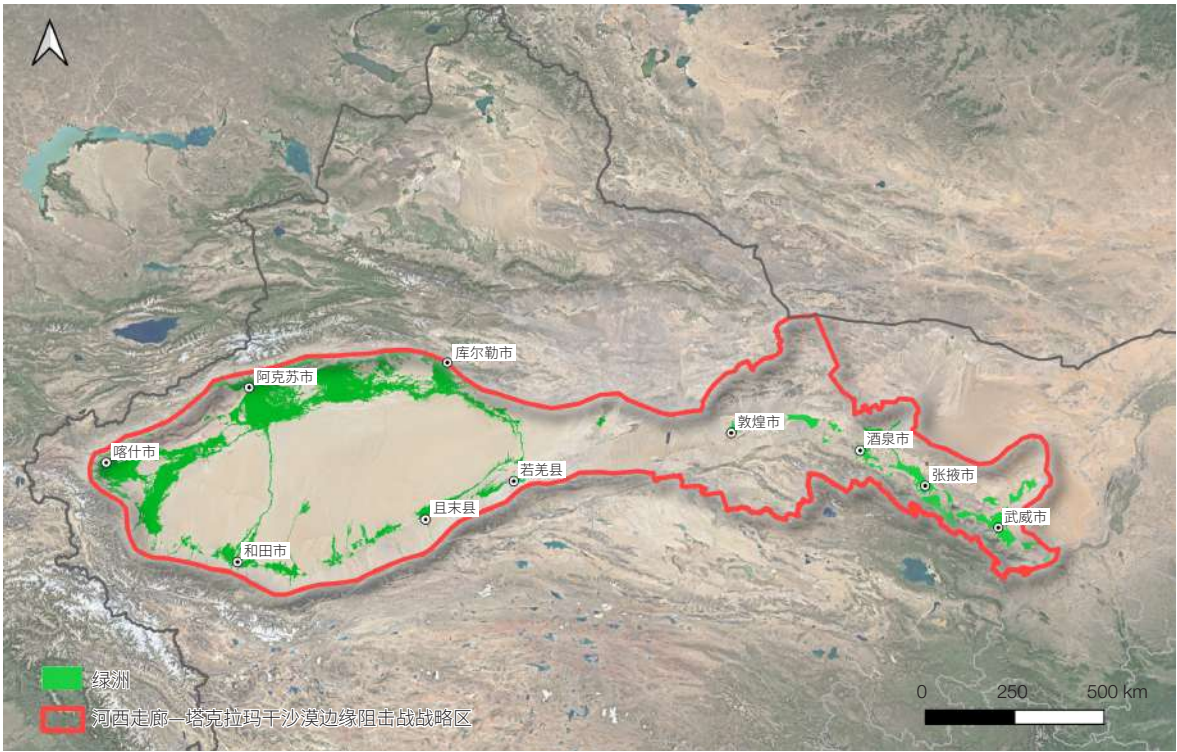 库尔勒市
阿克苏市
敦煌市
酒泉市
喀什市
若羌县
张掖市
且末县
武威市
和田市
绿洲
河西走廊—塔克拉玛干沙漠边缘阻击战战略区
0 250 500 km